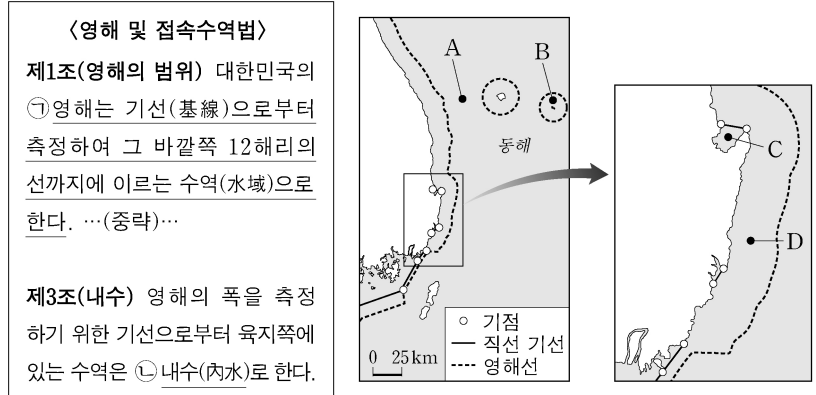 〈영해 및 접속수역법〉
제1조(영해의 범위) 대한민국의
㉠영해는 기선(基線)으로부터
측정하여 그 바깥쪽 12해리의
선까지에 이르는 수역(水域)으로
한다. …(중략)…
제3조(내수) 영해의 폭을 측정
하기 위한 기선으로부터 육지쪽에
있는 수역은 ㉡내수(內水)로 한다.
A
B
동해
기점
직선 기선
영해선
0 25km
C
D